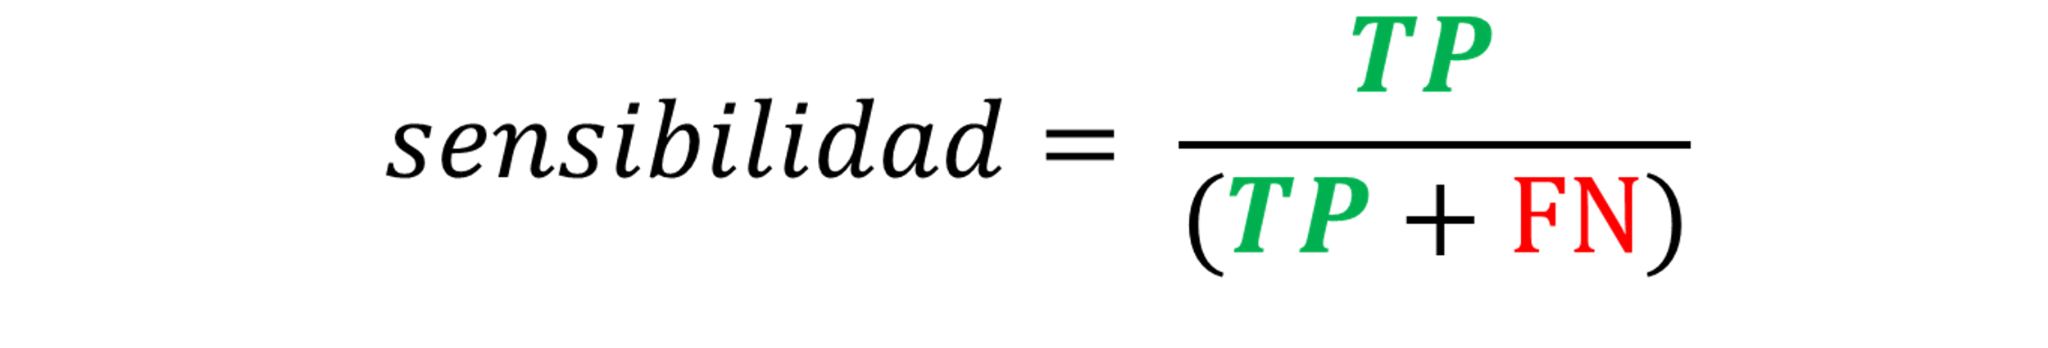 TP
sensibilidad =
(TP + FN)